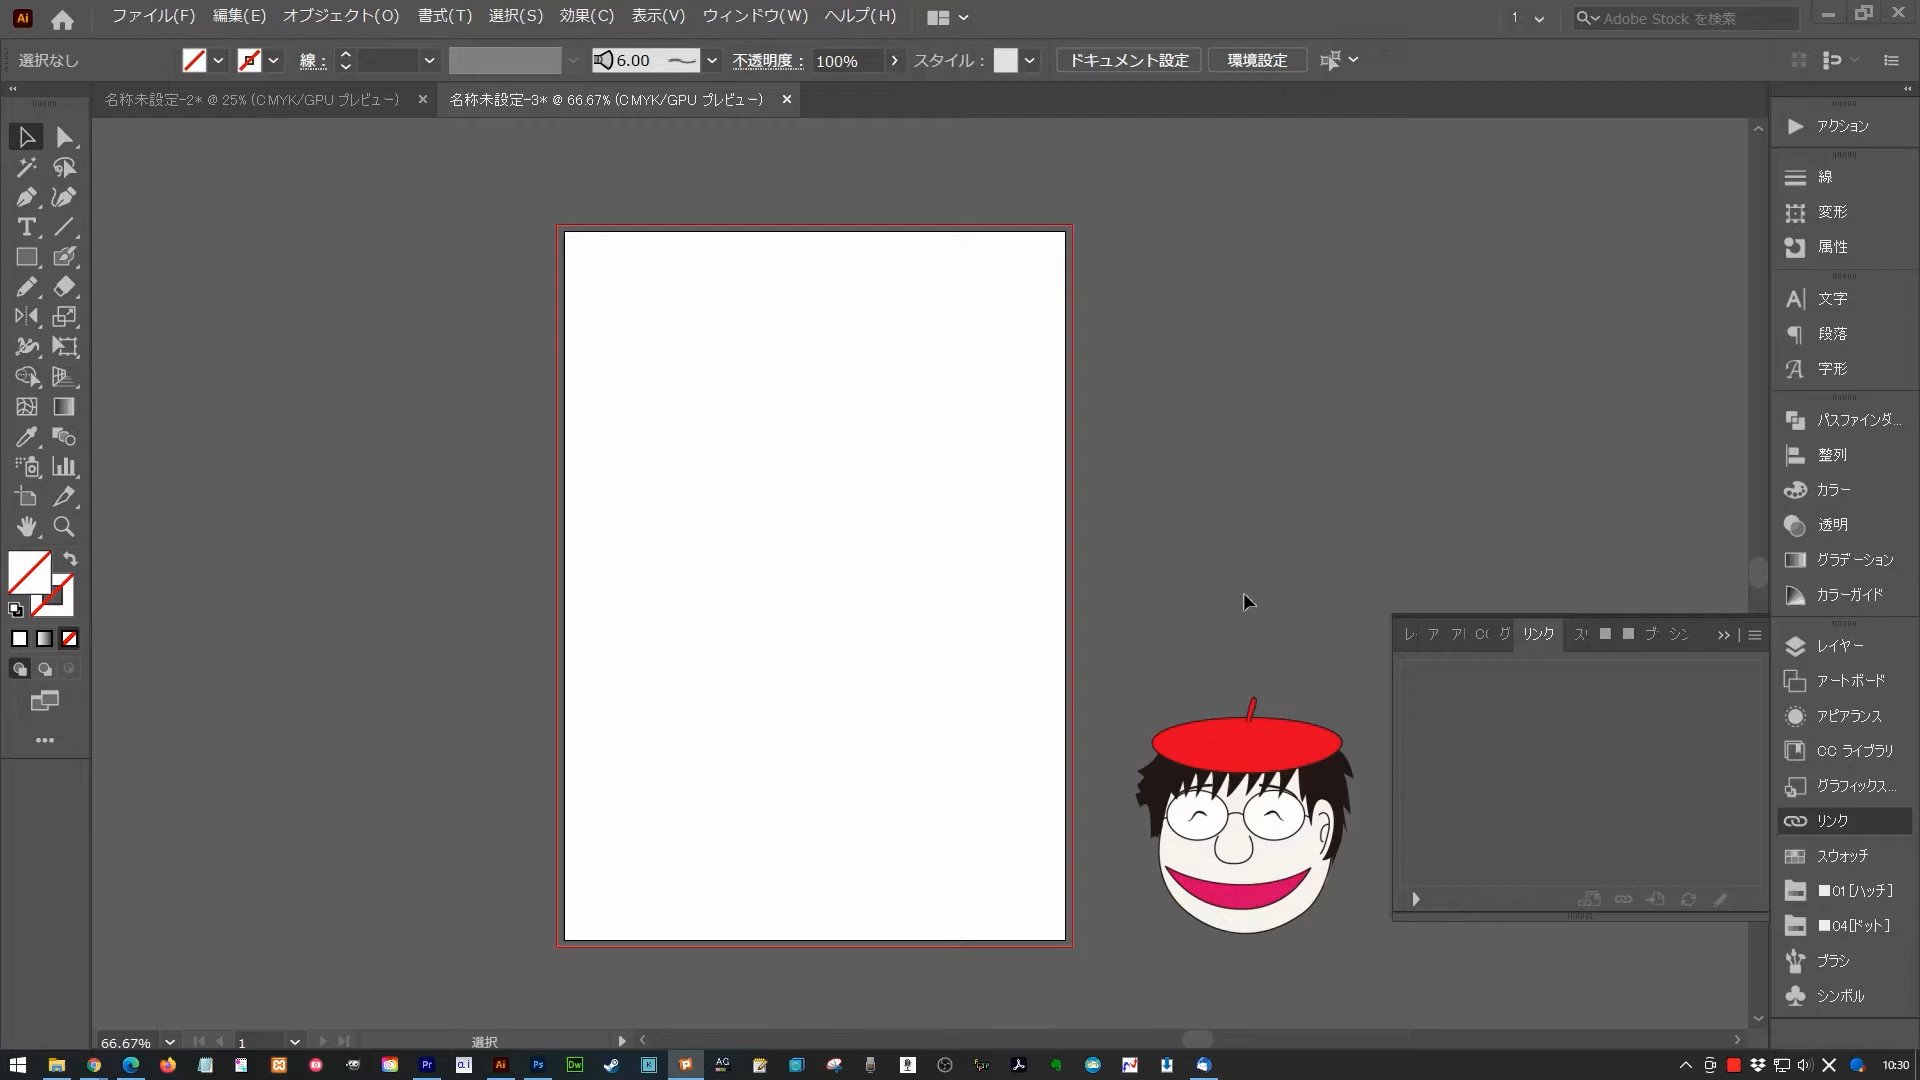 Ai
ファイル(F) 編集(E) オブジェクト(O) 書式(T) 選択(S) 効果(C) 表示(V) ウィンドウ(W) ヘルプ(H)
1
Adobe Stock を検索
選択なし
線 :
6.00
不透明度 :
100%
スタイル :
ドキュメント設定
環境設定
名称未設定-2* @ 25% (CMYK/GPU プレビュー)
名称未設定-3* @ 66.67% (CMYK/GPU プレビュー)
アクション
線
変形
属性
文字
段落
字形
パスファインダ...
整列
カラー
透明
グラデーション
カラーガイド
レイヤー
アートボード
アピアランス
CC ライブラリ
グラフィックス...
リンク
スウォッチ
■01[ハッチ]
■04[ドット]
ブラシ
シンボル
リンク
66.67%
1
選択
Pr
Ai
Ps
Dw
K
AG
10:30